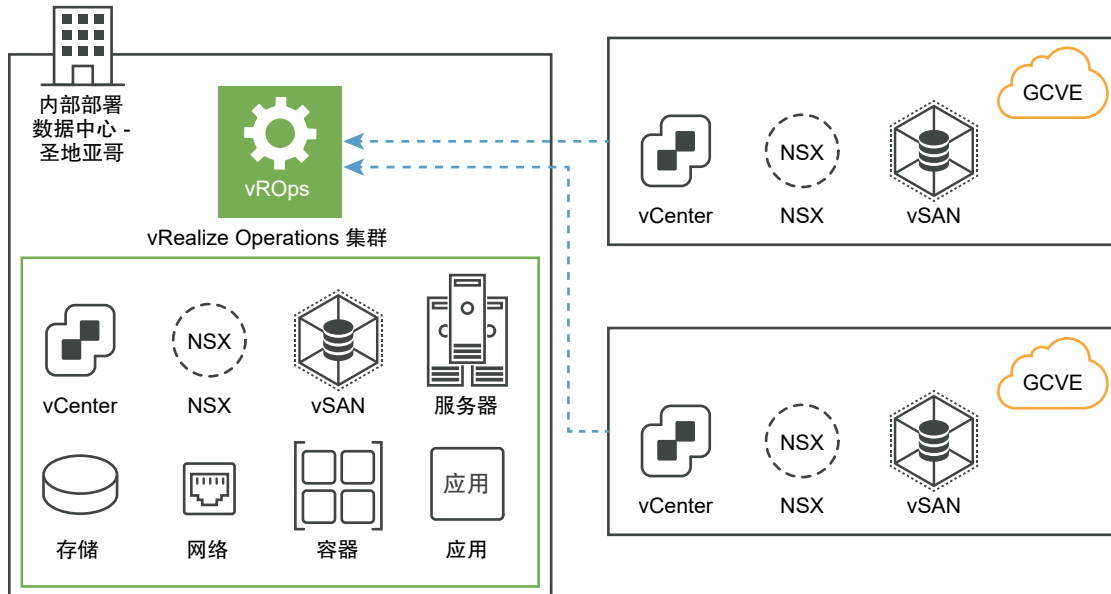 内部部署
数据中心 -
圣地亚哥
vROps
vRealize Operations 集群
NSX
vCenter
NSX
vSAN
服务器
应用
存储
网络
容器
应用
GCVE
NSX
vCenter
NSX
vSAN
GCVE
NSX
vCenter
NSX
vSAN